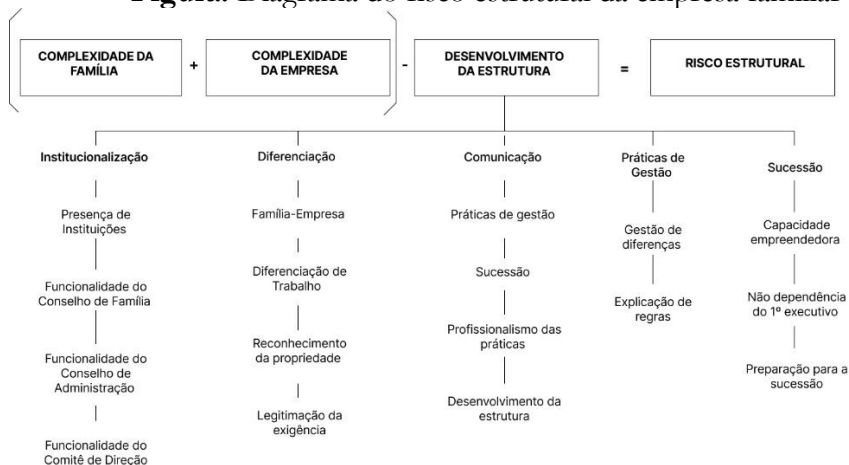 Figura. Diagrama do risco estrutural da empresa familiar
COMPLEXIDADE DA
FAMÍLIA
+
COMPLEXIDADE
DA EMPRESA
-
DESENVOLVIMENTO
DA ESTRUTURA
=
RISCO ESTRUTURAL
Institucionalização
Presença de
Instituições
Funcionalidade do
Conselho de Família
Funcionalidade do
Conselho de
Administração
Funcionalidade do
Comitê de Direção
Diferenciação
Família-Empresa
Diferenciação de
Trabalho
Reconhecimento
da propriedade
Legitimação da
exigência
Comunicação
Práticas de gestão
Sucessão
Profissionalismo das
práticas
Desenvolvimento da
estrutura
Práticas de
Gestão
Gestão de
diferenças
Explicação de
regras
Sucessão
Capacidade
empreendedora
Não dependência
do 1º executivo
Preparação para a
sucessão